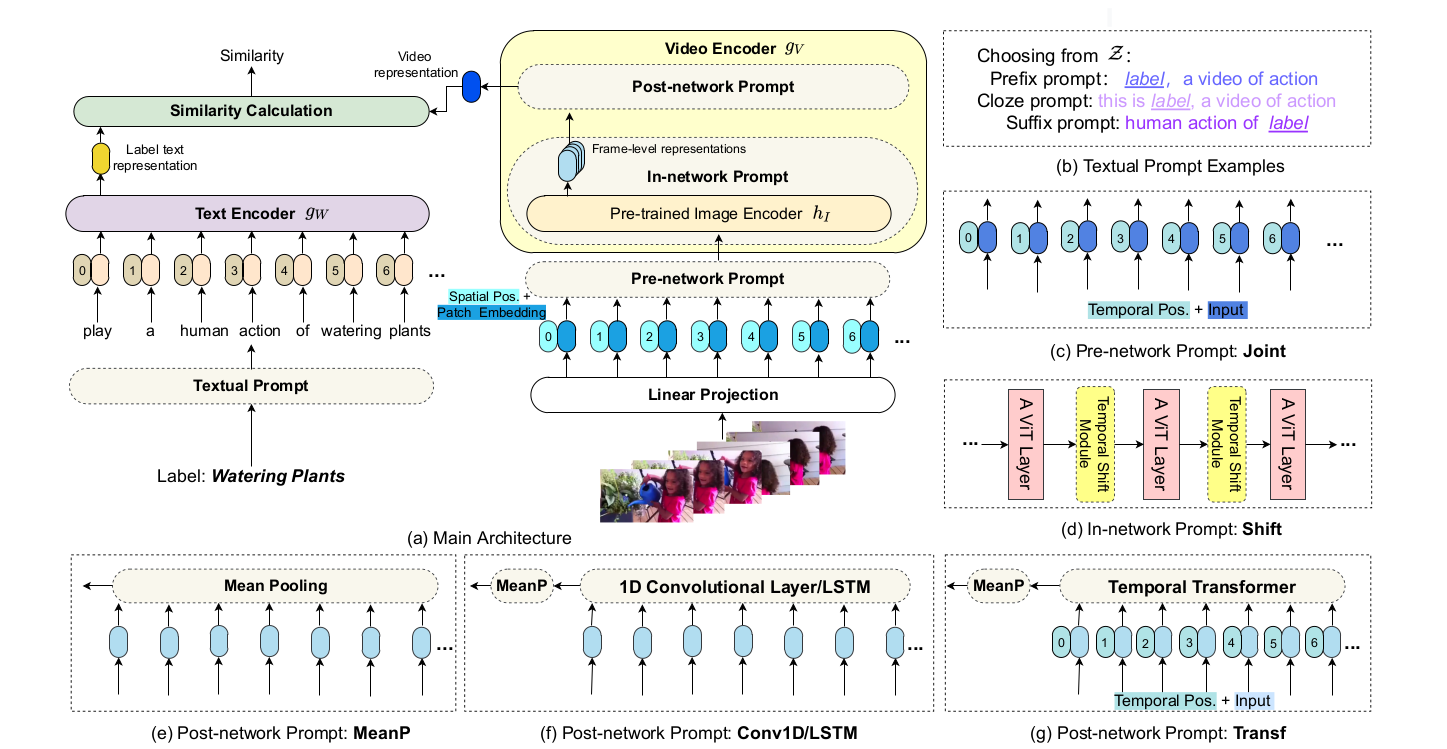 Similarity
Similarity Calculation
Label text
representation
Text Encoder g_W
0 1 2 3 4 5 6 ...
play a human action of watering plants
Textual Prompt
Label: Watering Plants
Video
representation
Video Encoder g_V
Post-network Prompt
Frame-level representations
In-network Prompt
Pre-trained Image Encoder h_I
Pre-network Prompt
Spatial Pos. +
Patch Embedding
0 1 2 3 4 5 6 ...
Linear Projection
(a) Main Architecture
Choosing from Z:
Prefix prompt: label, a video of action
Cloze prompt: this is label, a video of action
Suffix prompt: human action of label
(b) Textual Prompt Examples
0 1 2 3 4 5 6 ...
Temporal Pos. + Input
(c) Pre-network Prompt: Joint
... A ViT Layer
Temporal Shift
Module
A ViT Layer
Temporal Shift
Module
A ViT Layer ...
(d) In-network Prompt: Shift
Mean Pooling
...
(e) Post-network Prompt: MeanP
MeanP
1D Convolutional Layer/LSTM
...
(f) Post-network Prompt: Conv1D/LSTM
MeanP
Temporal Transformer
0 1 2 3 4 5 6 ...
Temporal Pos. + Input
(g) Post-network Prompt: Transf